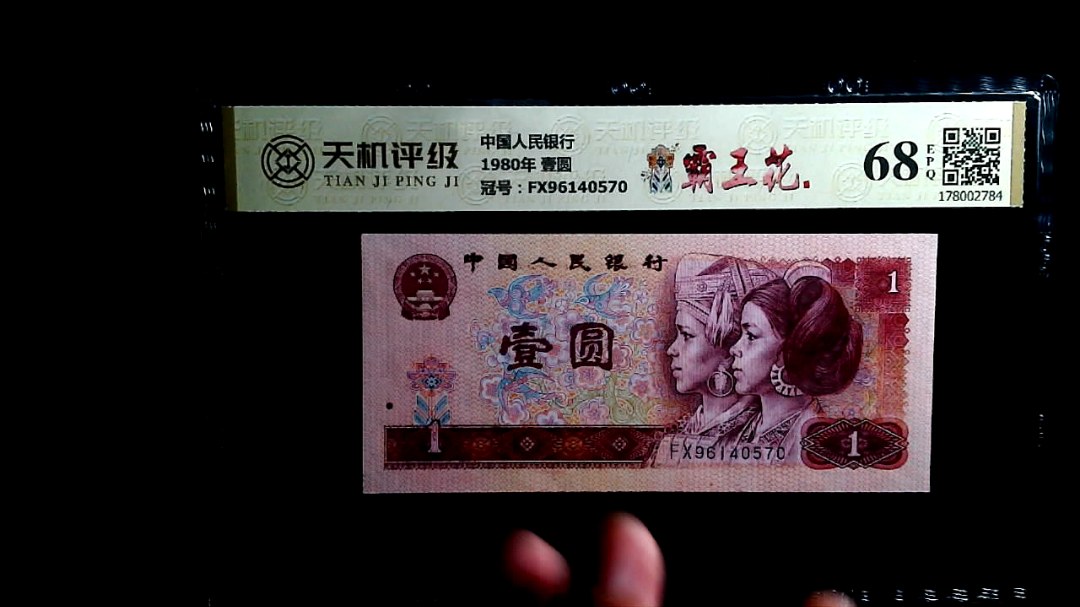 天机评级
TIAN JI PING JI
中国人民银行
1980年 壹圆
冠号：FX96140570
霸王花
68
EPQ
178002784
中国人民银行
1
壹圆
1
FX96140570
1